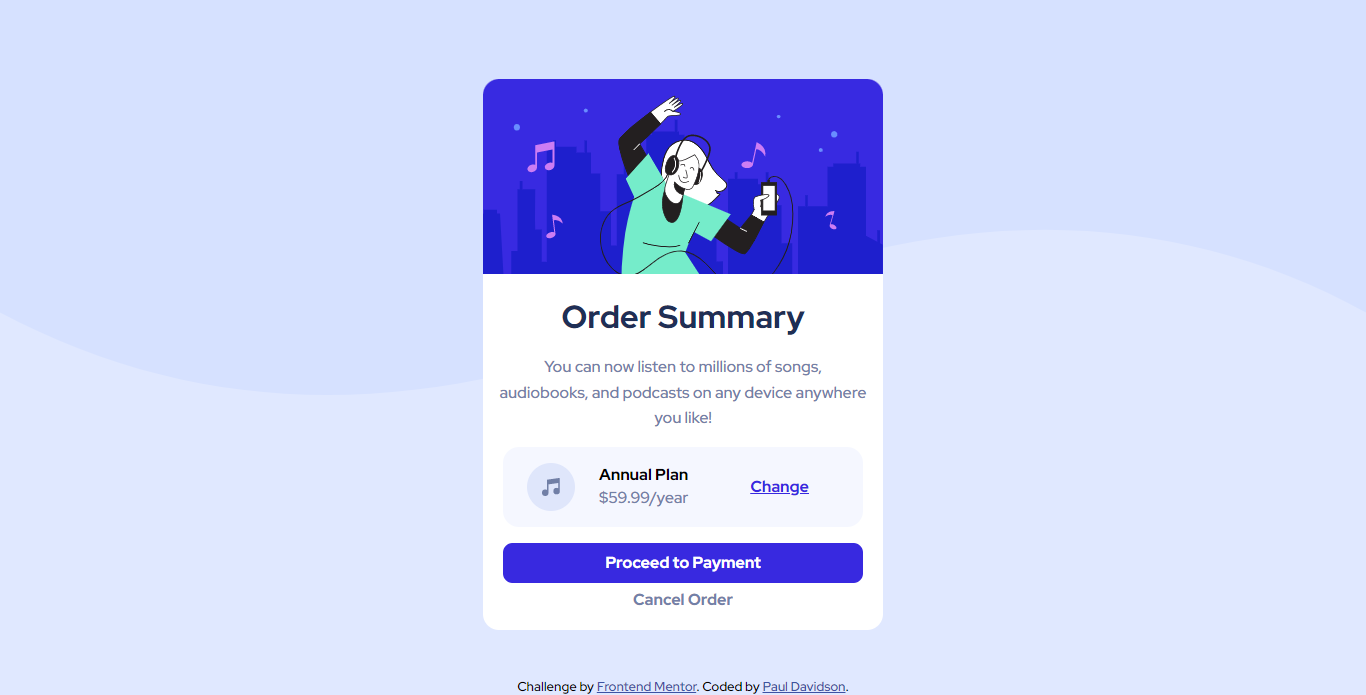 Order Summary
You can now listen to millions of songs,
audiobooks, and podcasts on any device anywhere
you like!
Annual Plan
$59.99/year
Change
Proceed to Payment
Cancel Order
Challenge by Frontend Mentor. Coded by Paul Davidson.